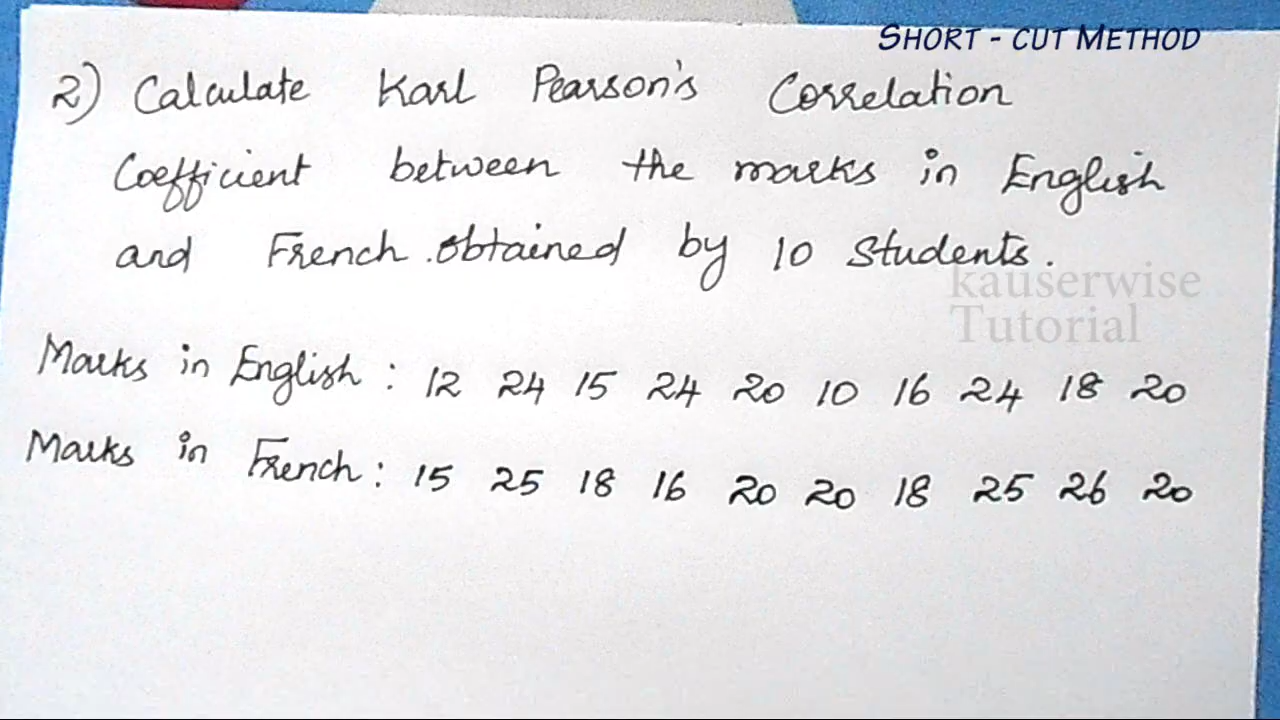 SHORT - CUT METHOD
2) Calculate Karl Pearson's Correlation
Coefficient between the marks in English
and French obtained by 10 Students.
kauserwise
Tutorial
Marks in English : 12 24 15 24 20 10 16 24 18 20
Marks in French : 15 25 18 16 20 20 18 25 26 20